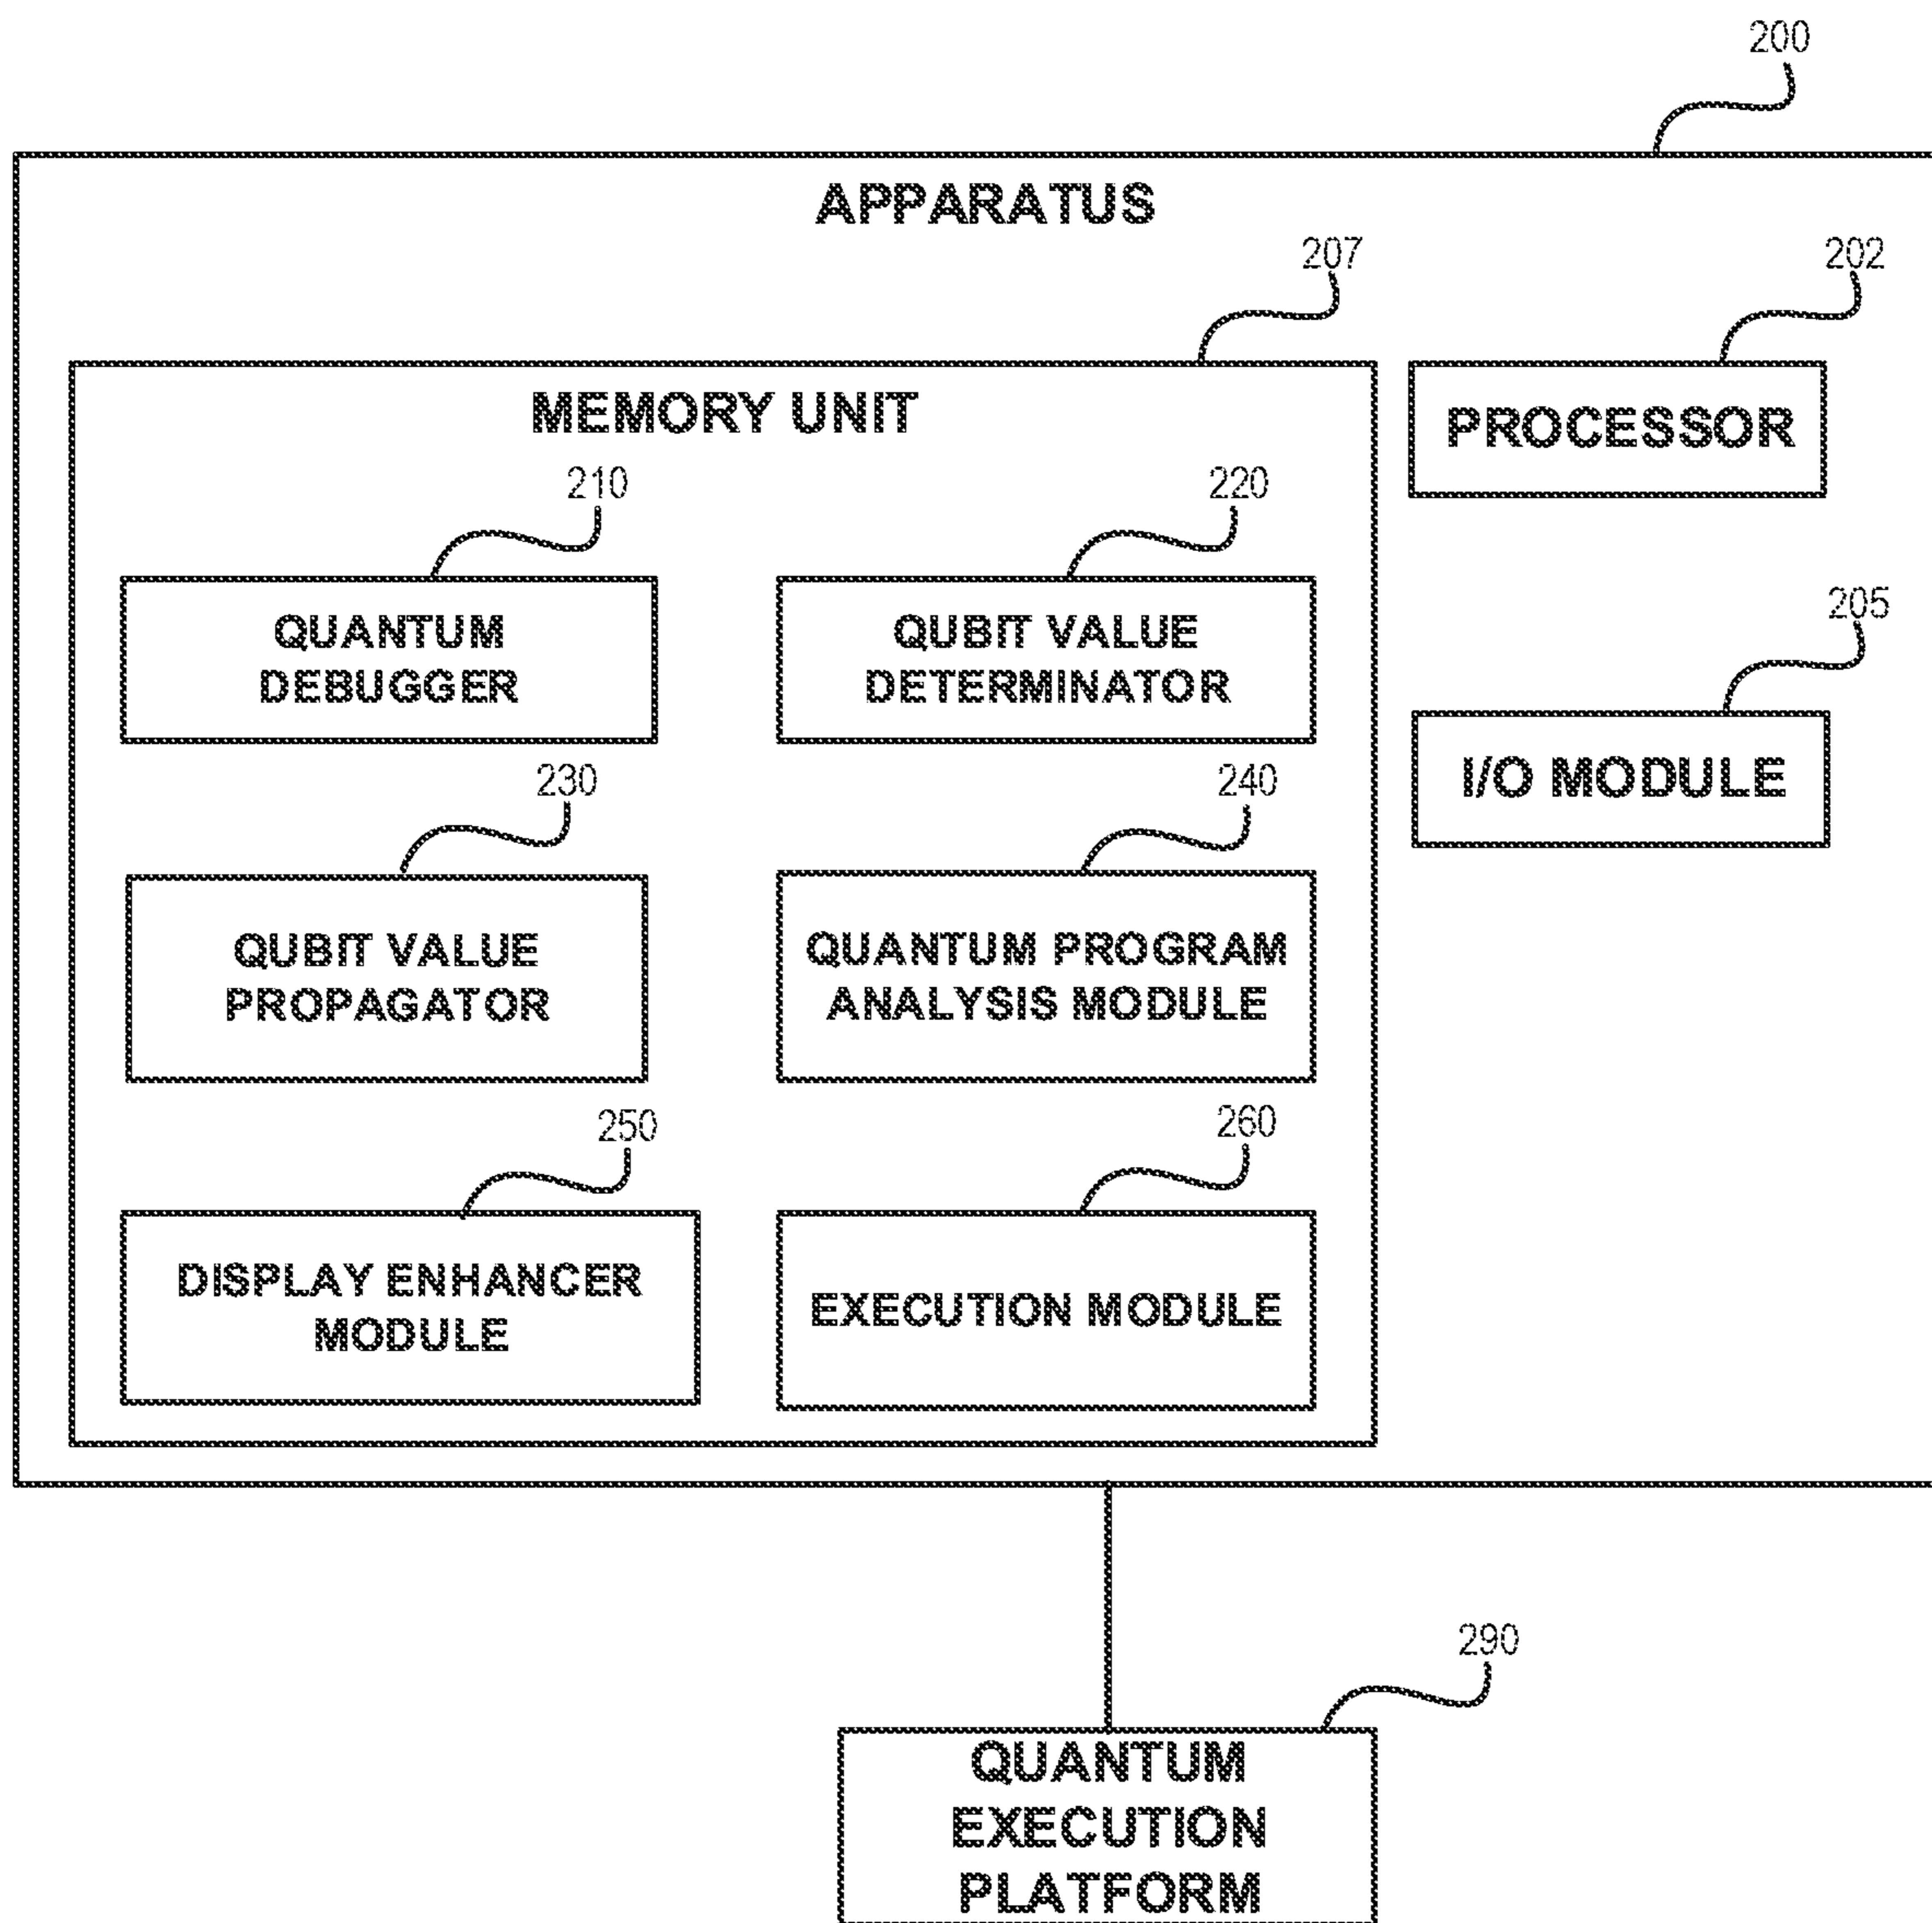 200
APPARATUS
207
202
MEMORY UNIT
PROCESSOR
210
220
QUANTUM
DEBUGGER
QUBIT VALUE
DETERMINATOR
205
I/O MODULE
230
240
QUBIT VALUE
PROPAGATOR
QUANTUM PROGRAM
ANALYSIS MODULE
250
260
DISPLAY ENHANCER
MODULE
EXECUTION MODULE
290
QUANTUM
EXECUTION
PLATFORM